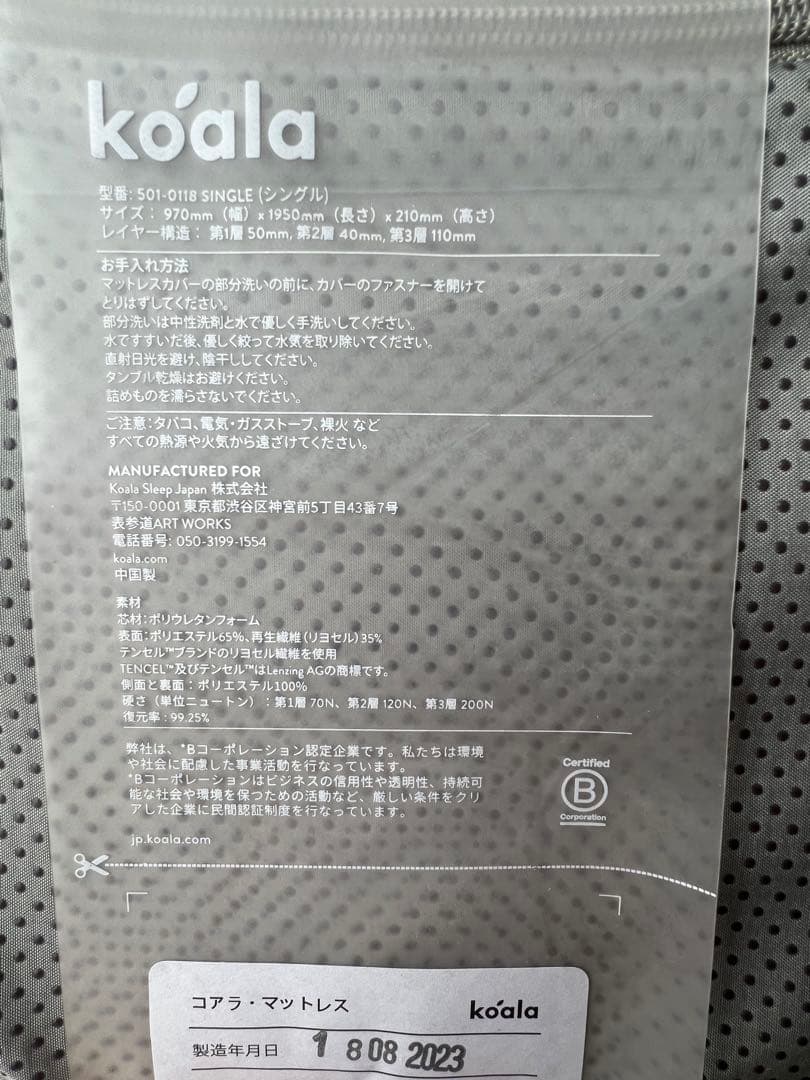 koala
型番: 501-0118 SINGLE (シングル)
サイズ： 970mm（幅）x 1950mm（長さ）x 210mm（高さ）
レイヤー構造： 第1層 50mm, 第2層 40mm, 第3層 110mm
お手入れ方法
マットレスカバーの部分洗いの前に、カバーのファスナーを開けて
とりはずしてください。
部分洗いは中性洗剤と水で優しく手洗いしてください。
水ですすいだ後、優しく絞って水気を取り除いてください。
直射日光を避け、陰干ししてください。
タンブル乾燥はお避けください。
詰めものを濡らさないでください。
ご注意：タバコ、電気・ガスストーブ、裸火 など
すべての熱源や火気から遠ざけてください。
MANUFACTURED FOR
Koala Sleep Japan 株式会社
〒150-0001 東京都渋谷区神宮前5丁目43番7号
表参道ART WORKS
電話番号: 050-3199-1554
koala.com
中国製
素材
芯材：ポリウレタンフォーム
表面：ポリエステル65%、再生繊維（リヨセル）35%
テンセル™ブランドのリヨセル繊維を使用
TENCEL™及びテンセル™はLenzing AGの商標です。
側面と裏面： ポリエステル100%
硬さ（単位ニュートン）：第1層 70N、第2層 120N、第3層 200N
復元率 : 99.25%
弊社は、*Bコーポレーション認定企業です。私たちは環境
や社会に配慮した事業活動を行なっています。
*Bコーポレーションはビジネスの信用性や透明性、持続可
能な社会や環境を保つための活動など、厳しい条件をクリ
アした企業に民間認証制度を行なっています。
Certified
B
Corporation
jp.koala.com
コアラ・マットレス koala
製造年月日 18 08 2023